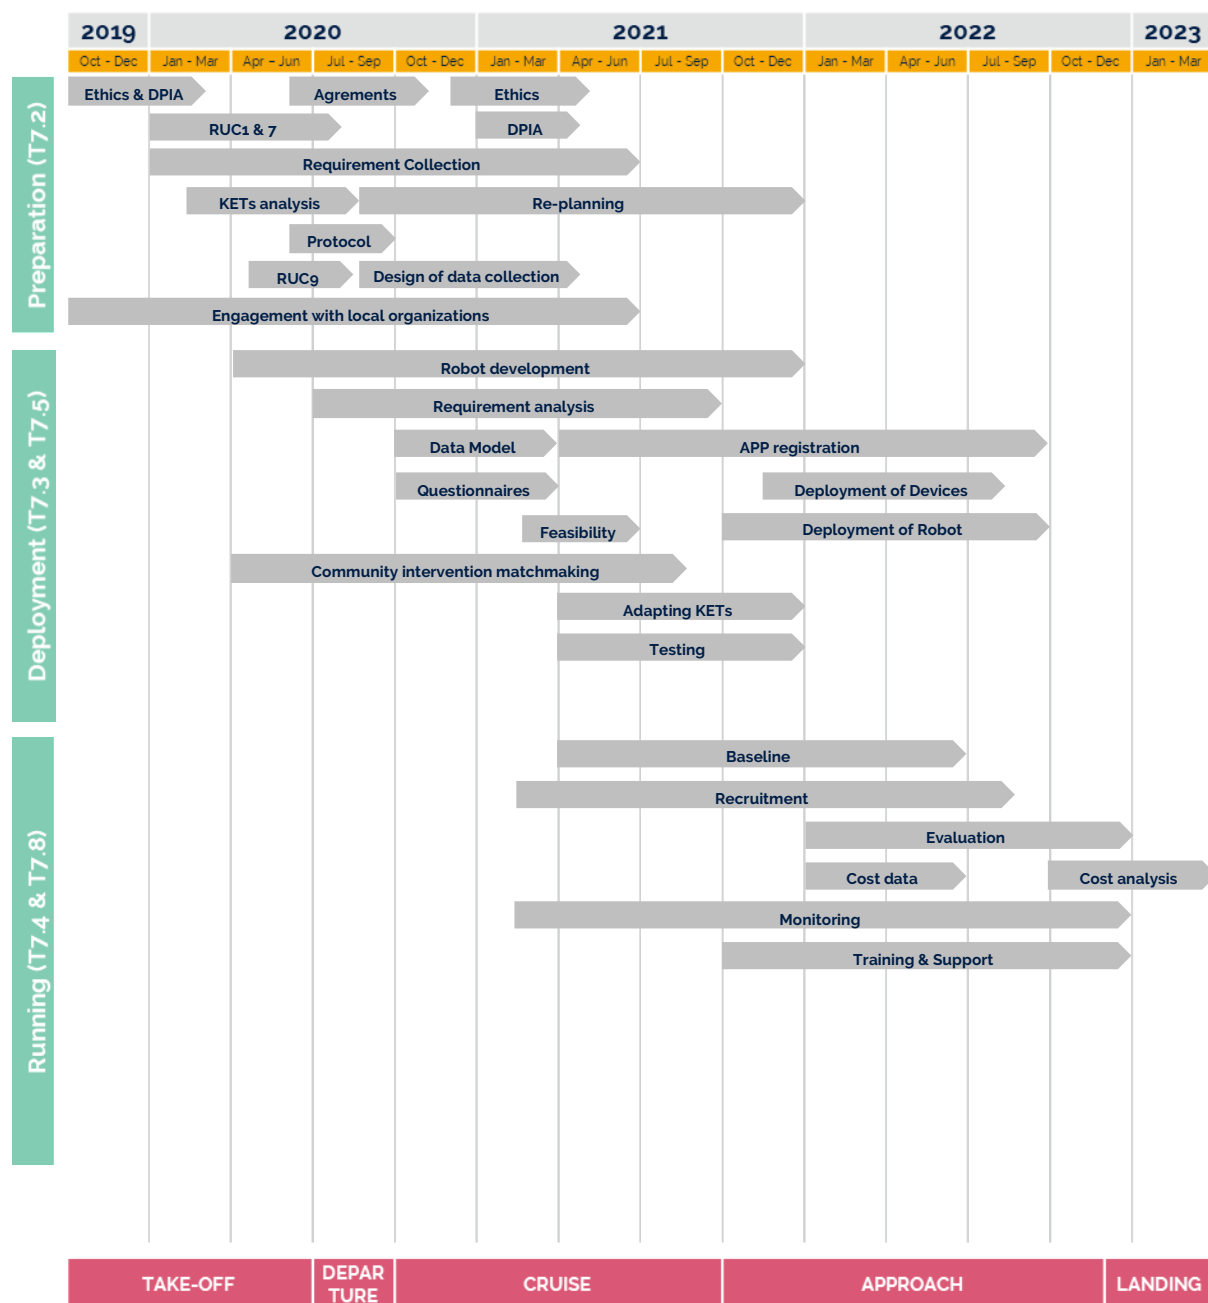 2019 2020 2021 2022 2023
Oct - Dec Jan - Mar Apr – Jun Jul - Sep Oct - Dec Jan - Mar Apr - Jun Jul - Sep Oct - Dec Jan - Mar Apr - Jun Jul - Sep Oct - Dec Jan - Mar
Preparation (T7.2)
Ethics & DPIA Agrements Ethics
RUC1 & 7 DPIA
Requirement Collection
KETs analysis Re-planning
Protocol
RUC9 Design of data collection
Engagement with local organizations
Deployment (T7.3 & T7.5)
Robot development
Requirement analysis
Data Model APP registration
Questionnaires Deployment of Devices
Feasibility Deployment of Robot
Community intervention matchmaking
Adapting KETs
Testing
Running (T7.4 & T7.8)
Baseline
Recruitment
Evaluation
Cost data Cost analysis
Monitoring
Training & Support
TAKE-OFF DEPAR CRUISE APPROACH LANDING
TURE